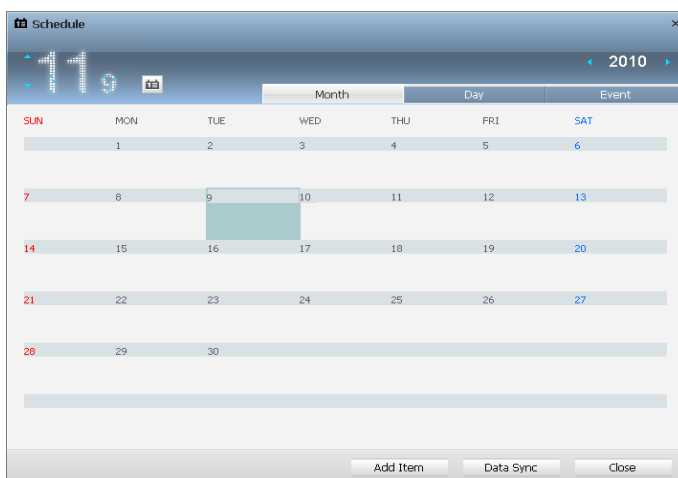 Schedule
11 9
2010
Month Day Event
SUN MON TUE WED THU FRI SAT
1 2 3 4 5 6
7 8 9 10 11 12 13
14 15 16 17 18 19 20
21 22 23 24 25 26 27
28 29 30
Add Item Data Sync Close